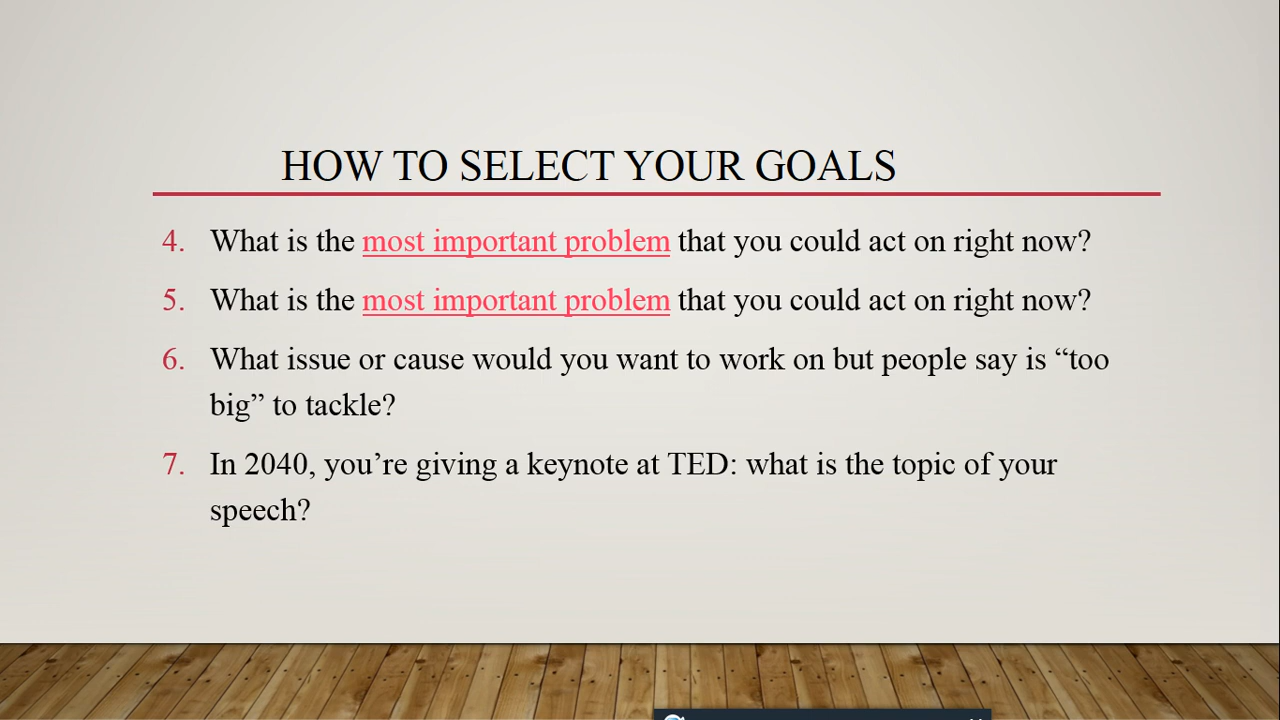 HOW TO SELECT YOUR GOALS
4. What is the most important problem that you could act on right now?
5. What is the most important problem that you could act on right now?
6. What issue or cause would you want to work on but people say is “too
big” to tackle?
7. In 2040, you’re giving a keynote at TED: what is the topic of your
speech?